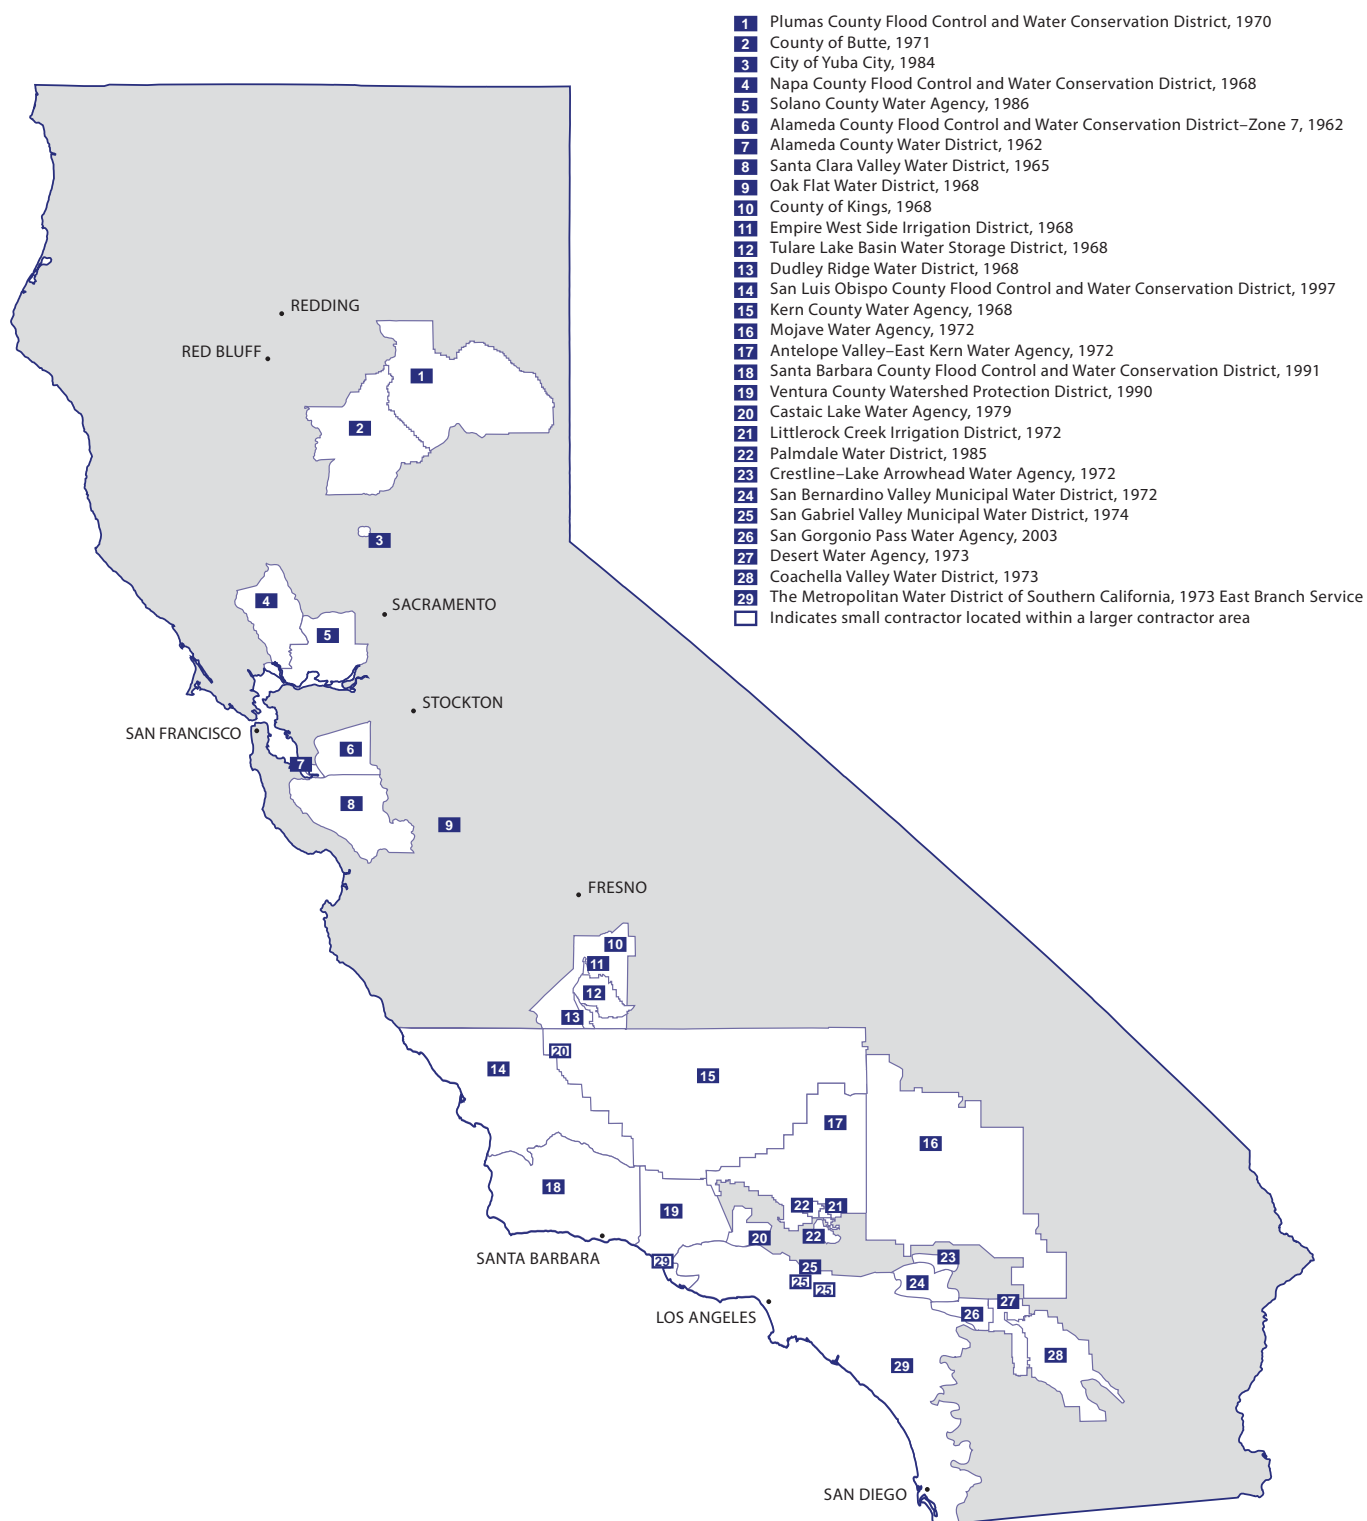 1 Plumas County Flood Control and Water Conservation District, 1970
2 County of Butte, 1971
3 City of Yuba City, 1984
4 Napa County Flood Control and Water Conservation District, 1968
5 Solano County Water Agency, 1986
6 Alameda County Flood Control and Water Conservation District–Zone 7, 1962
7 Alameda County Water District, 1962
8 Santa Clara Valley Water District, 1965
9 Oak Flat Water District, 1968
10 County of Kings, 1968
11 Empire West Side Irrigation District, 1968
12 Tulare Lake Basin Water Storage District, 1968
13 Dudley Ridge Water District, 1968
14 San Luis Obispo County Flood Control and Water Conservation District, 1997
15 Kern County Water Agency, 1968
16 Mojave Water Agency, 1972
17 Antelope Valley–East Kern Water Agency, 1972
18 Santa Barbara County Flood Control and Water Conservation District, 1991
19 Ventura County Watershed Protection District, 1990
20 Castaic Lake Water Agency, 1979
21 Littlerock Creek Irrigation District, 1972
22 Palmdale Water District, 1985
23 Crestline–Lake Arrowhead Water Agency, 1972
24 San Bernardino Valley Municipal Water District, 1972
25 San Gabriel Valley Municipal Water District, 1974
26 San Gorgonio Pass Water Agency, 2003
27 Desert Water Agency, 1973
28 Coachella Valley Water District, 1973
29 The Metropolitan Water District of Southern California, 1973 East Branch Service
Indicates small contractor located within a larger contractor area
REDDING
RED BLUFF
1
2
3
4
SACRAMENTO
5
STOCKTON
SAN FRANCISCO
6
7
8
9
FRESNO
10
11
12
13
20
14
15
17
16
18
22
21
19
20
22
SANTA BARBARA
29
23
25
25
25
24
27
LOS ANGELES
26
28
29
SAN DIEGO